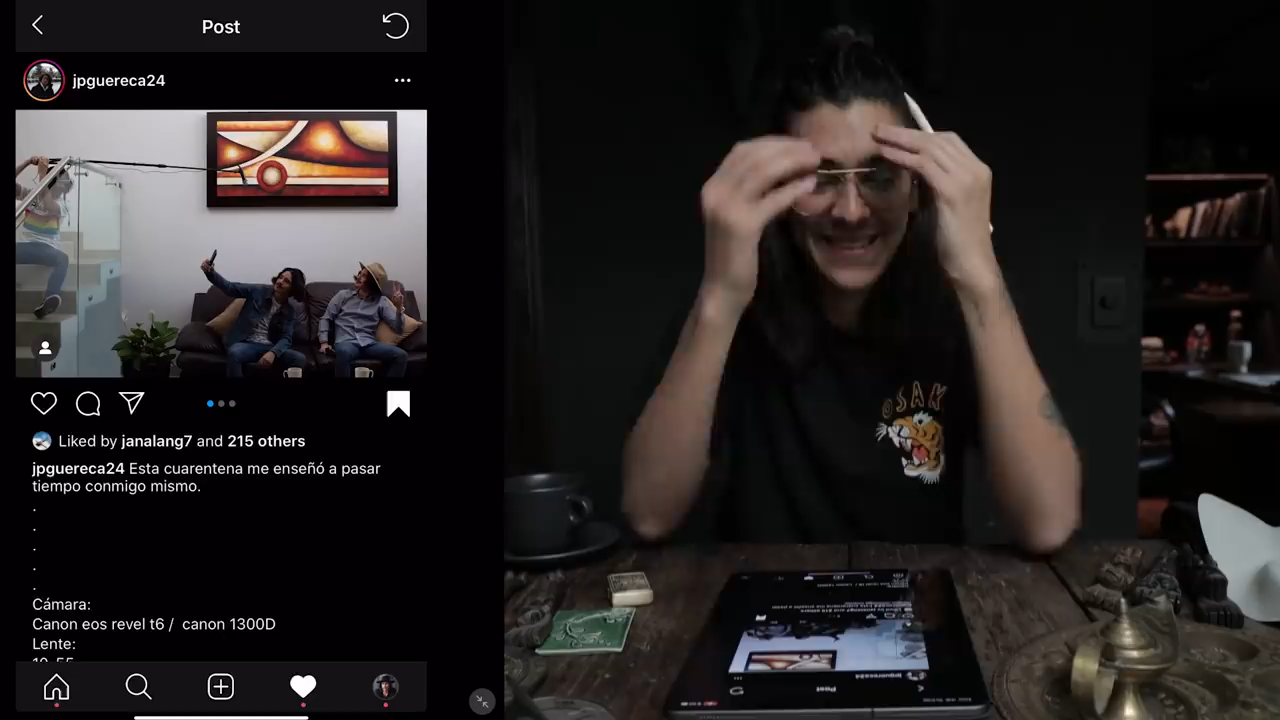 Post
jpguereca24
Liked by janalang7 and 215 others
jpguereca24 Esta cuarentena me enseñó a pasar
tiempo conmigo mismo.
.
.
.
.
.
Cámara:
Canon eos revel t6 / canon 1300D
Lente:
OSAK